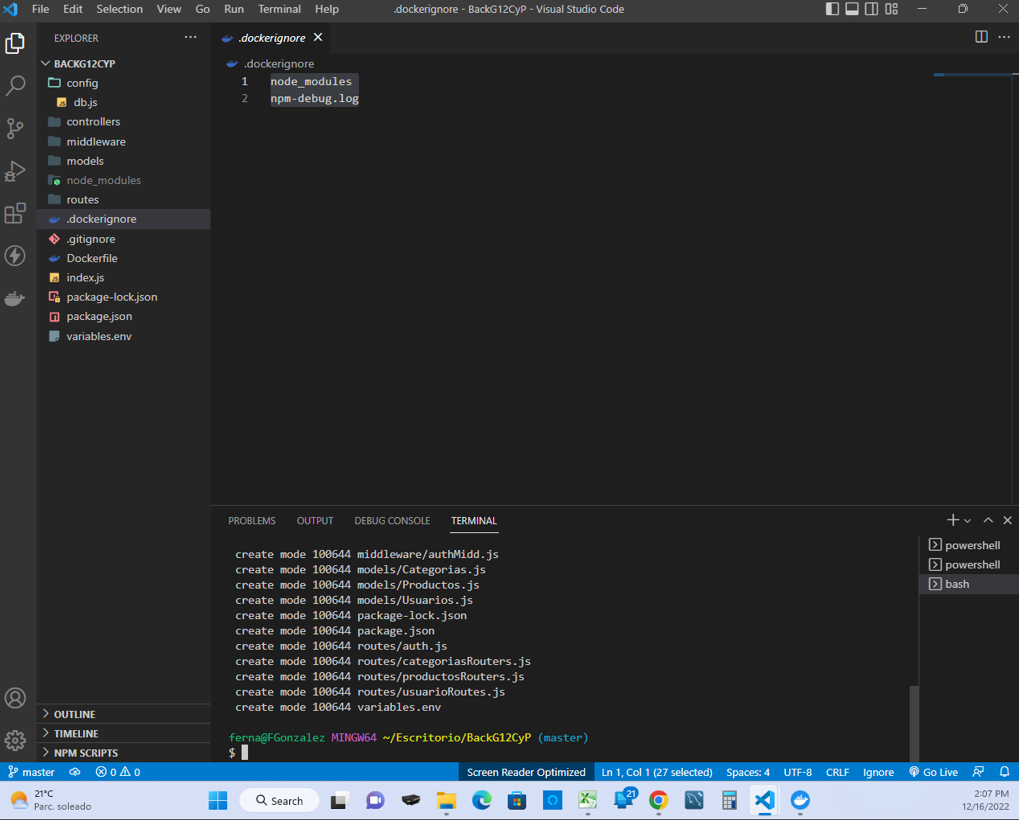 File Edit Selection View Go Run Terminal Help .dockerignore - BackG12CyP - Visual Studio Code
EXPLORER
.dockerignore
BACKG12CYP
.dockerignore
config
1 node_modules
db.js
2 npm-debug.log
controllers
middleware
models
node_modules
routes
.dockerignore
.gitignore
Dockerfile
index.js
package-lock.json
package.json
variables.env
PROBLEMS OUTPUT DEBUG CONSOLE TERMINAL
create mode 100644 middleware/authMidd.js
create mode 100644 models/Categorias.js
create mode 100644 models/Productos.js
create mode 100644 models/Usuarios.js
create mode 100644 package-lock.json
create mode 100644 package.json
create mode 100644 routes/auth.js
create mode 100644 routes/categoriasRouters.js
create mode 100644 routes/productosRouters.js
create mode 100644 routes/usuarioRoutes.js
create mode 100644 variables.env
ferna@FGonzalez MINGW64 ~/Escritorio/BackG12CyP (master)
$
powershell
powershell
bash
OUTLINE
TIMELINE
NPM SCRIPTS
master 0 0 Screen Reader Optimized Ln 1, Col 1 (27 selected) Spaces: 4 UTF-8 CRLF Ignore Go Live
21°C
Parc. soleado
Search
21
2:07 PM
12/16/2022